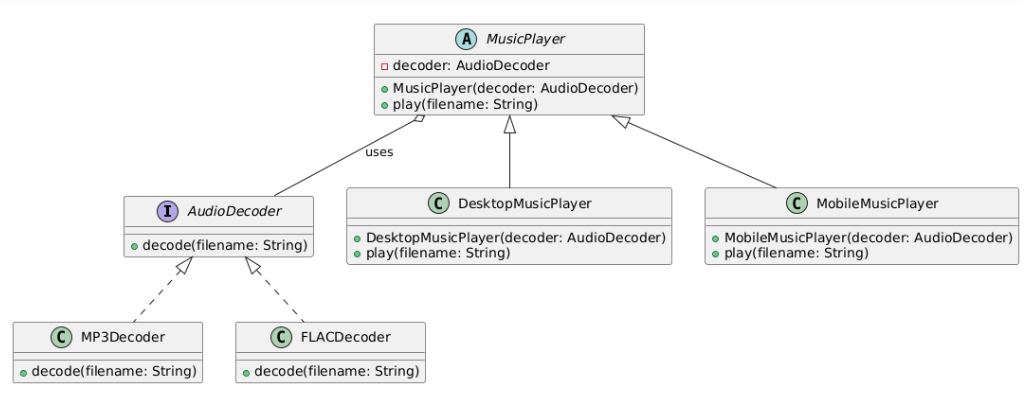 A MusicPlayer
decoder: AudioDecoder
MusicPlayer(decoder: AudioDecoder)
play(filename: String)
uses
I AudioDecoder
decode(filename: String)
C DesktopMusicPlayer
DesktopMusicPlayer(decoder: AudioDecoder)
play(filename: String)
C MobileMusicPlayer
MobileMusicPlayer(decoder: AudioDecoder)
play(filename: String)
C MP3Decoder
decode(filename: String)
C FLACDecoder
decode(filename: String)